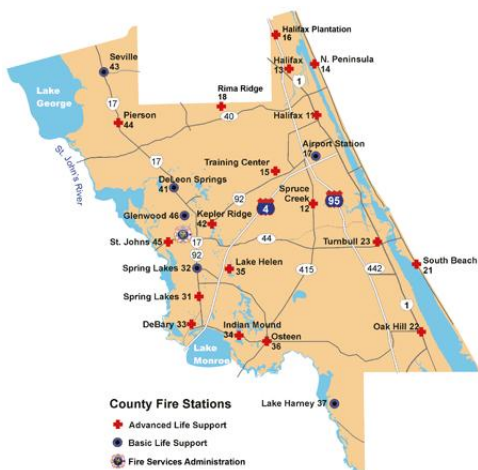 Halifax Plantation
16
Seville
43
Halifax
13
N. Peninsula
14
Lake
George
1
17
Rima Ridge
18
Pierson
44
40
Halifax 11
St. John's River
Airport Station
17
17
Training Center
15
DeLeon Springs
41
92
Spruce
Creek
12
Glenwood 46
Kepler Ridge
42
4
95
St. Johns 45
17
92
44
Turnbull 23
Spring Lakes 32
Lake Helen
35
415
442
South Beach
21
Spring Lakes 31
1
DeBary 33
Indian Mound
34
Osteen
36
Oak Hill 22
Lake
Monroe
Lake Harney 37
County Fire Stations
Advanced Life Support
Basic Life Support
Fire Services Administration